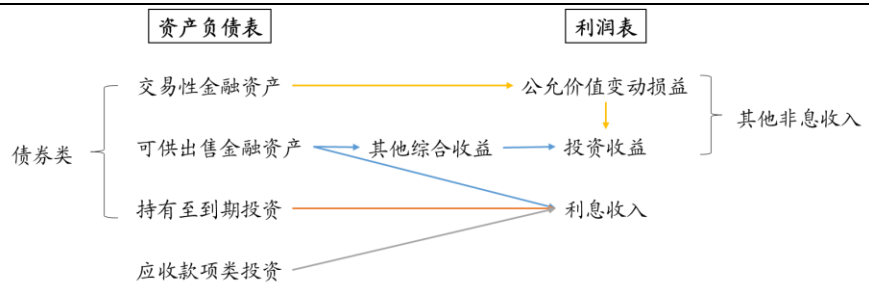 资产负债表 利润表
交易性金融资产 公允价值变动损益
其他非息收入
债券类 可供出售金融资产 其他综合收益 投资收益
持有至到期投资 利息收入
应收款项类投资